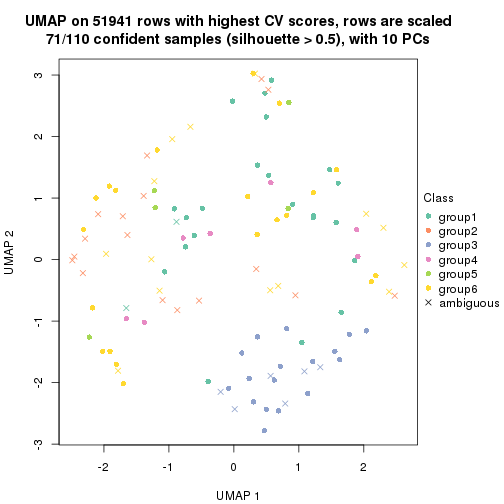 UMAP on 51941 rows with highest CV scores, rows are scaled
71/110 confident samples (silhouette > 0.5), with 10 PCs
3
2
1
0
-1
-2
-3
UMAP 2
-2
-1
0
1
2
UMAP 1
Class
group1
group2
group3
group4
group5
group6
ambiguous